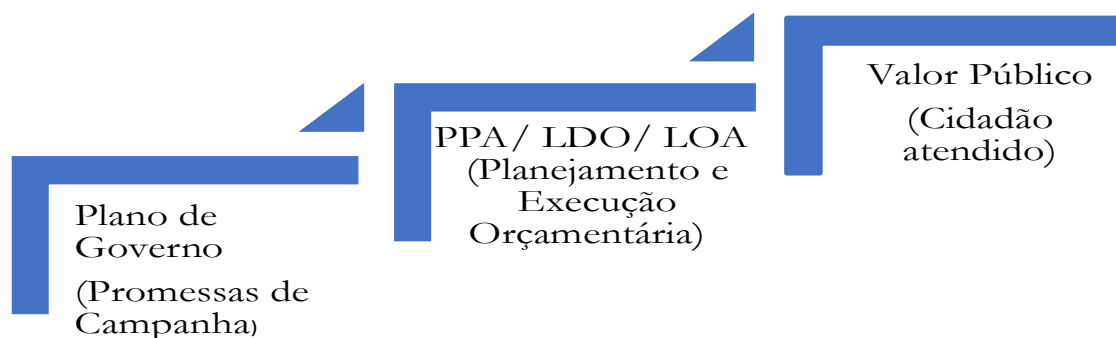 Plano de
Governo
(Promessas de
Campanha)
PPA/ LDO/ LOA
(Planejamento e
Execução
Orçamentária)
Valor Público
(Cidadão
atendido)